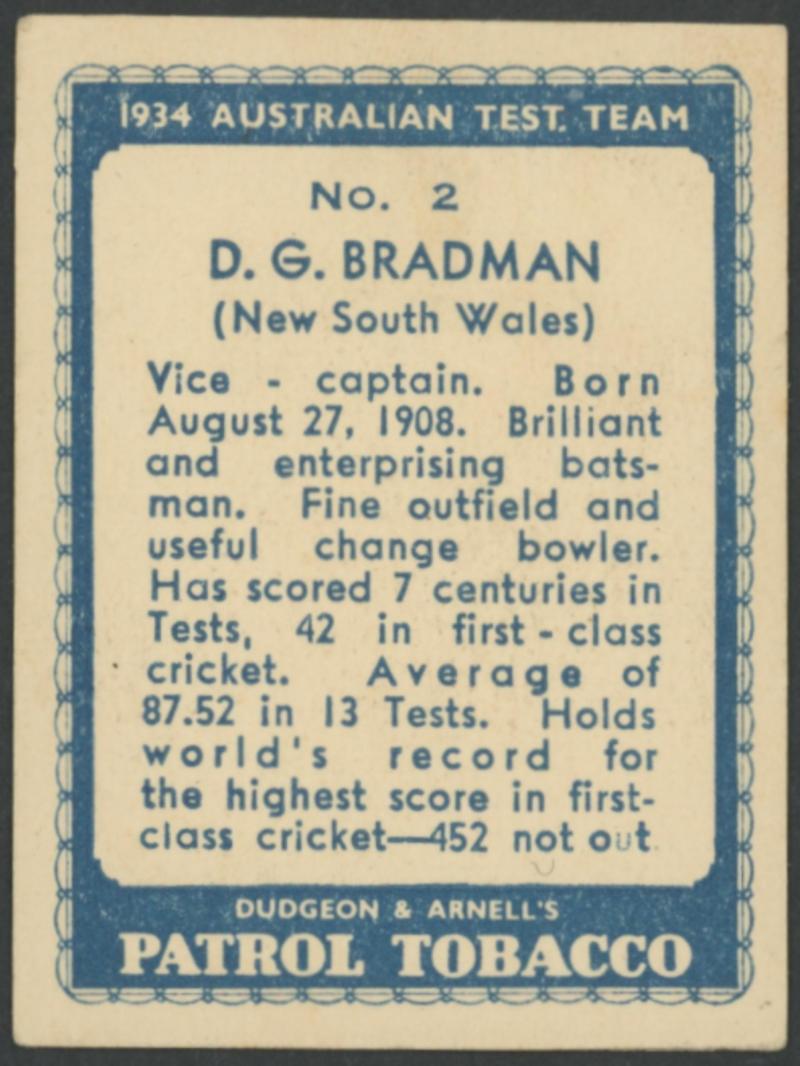 1934 AUSTRALIAN TEST. TEAM
No. 2
D. G. BRADMAN
(New South Wales)
Vice - captain. Born
August 27, 1908. Brilliant
and enterprising bats-
man. Fine outfield and
useful change bowler.
Has scored 7 centuries in
Tests, 42 in first - class
cricket. Average of
87.52 in 13 Tests. Holds
world's record for
the highest score in first-
class cricket—452 not out.
DUDGEON & ARNELL'S
PATROL TOBACCO